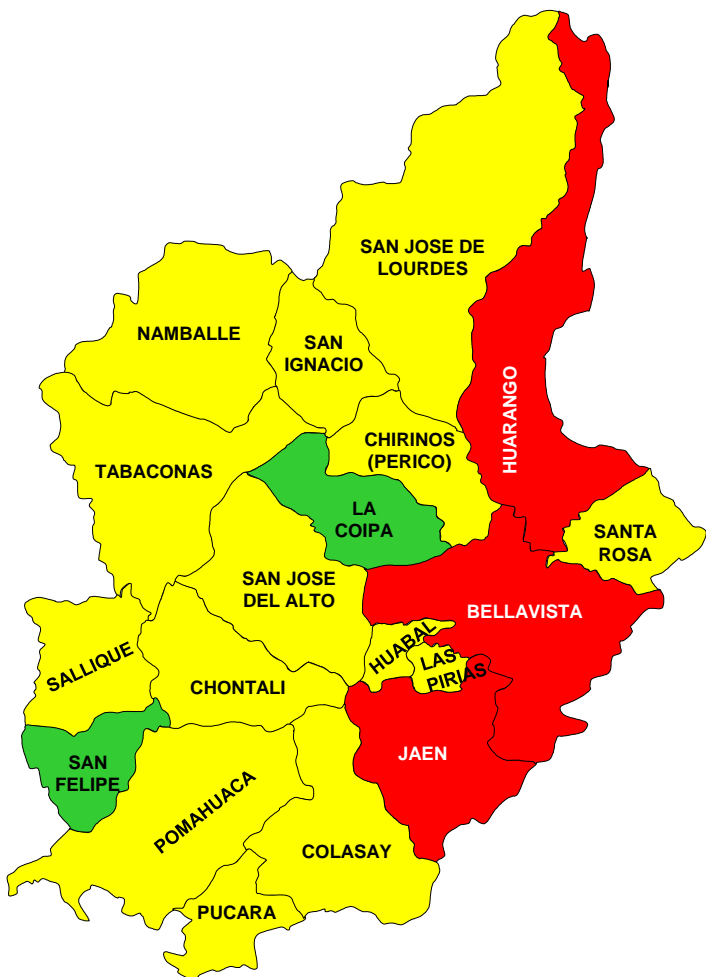 SAN JOSE DE
LOURDES
NAMBALLE
SAN
IGNACIO
HUARANGO
CHIRINOS
(PERICO)
TABACONAS
LA
COIPA
SANTA
ROSA
SAN JOSE
DEL ALTO
BELLAVISTA
HUABAL
SALLIQUE
LAS
PIRIAS
CHONTALI
JAEN
SAN
FELIPE
POMAHUACA
COLASAY
PUCARA